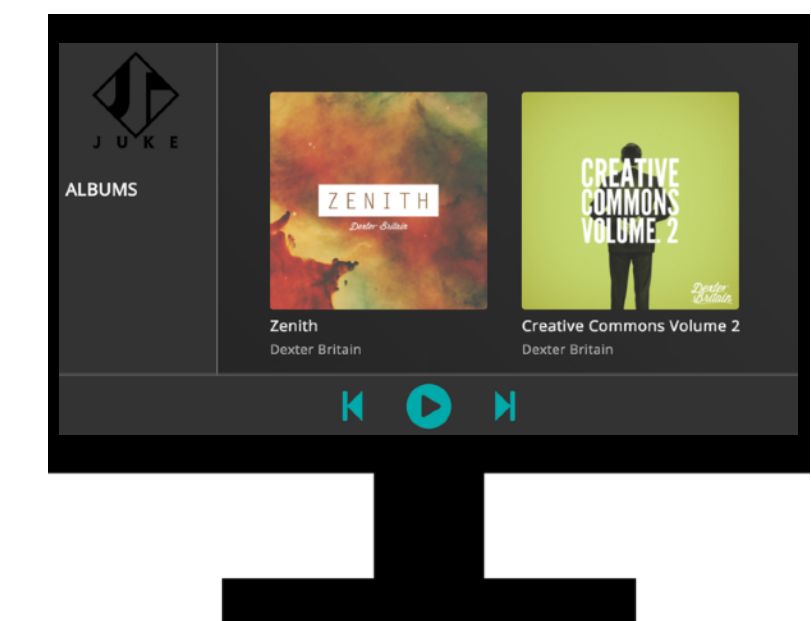 JUKE
ALBUMS
ZENITH
Dexter Britain
CREATIVE
COMMONS
VOLUME. 2
Dexter
Britain
Zenith
Dexter Britain
Creative Commons Volume 2
Dexter Britain